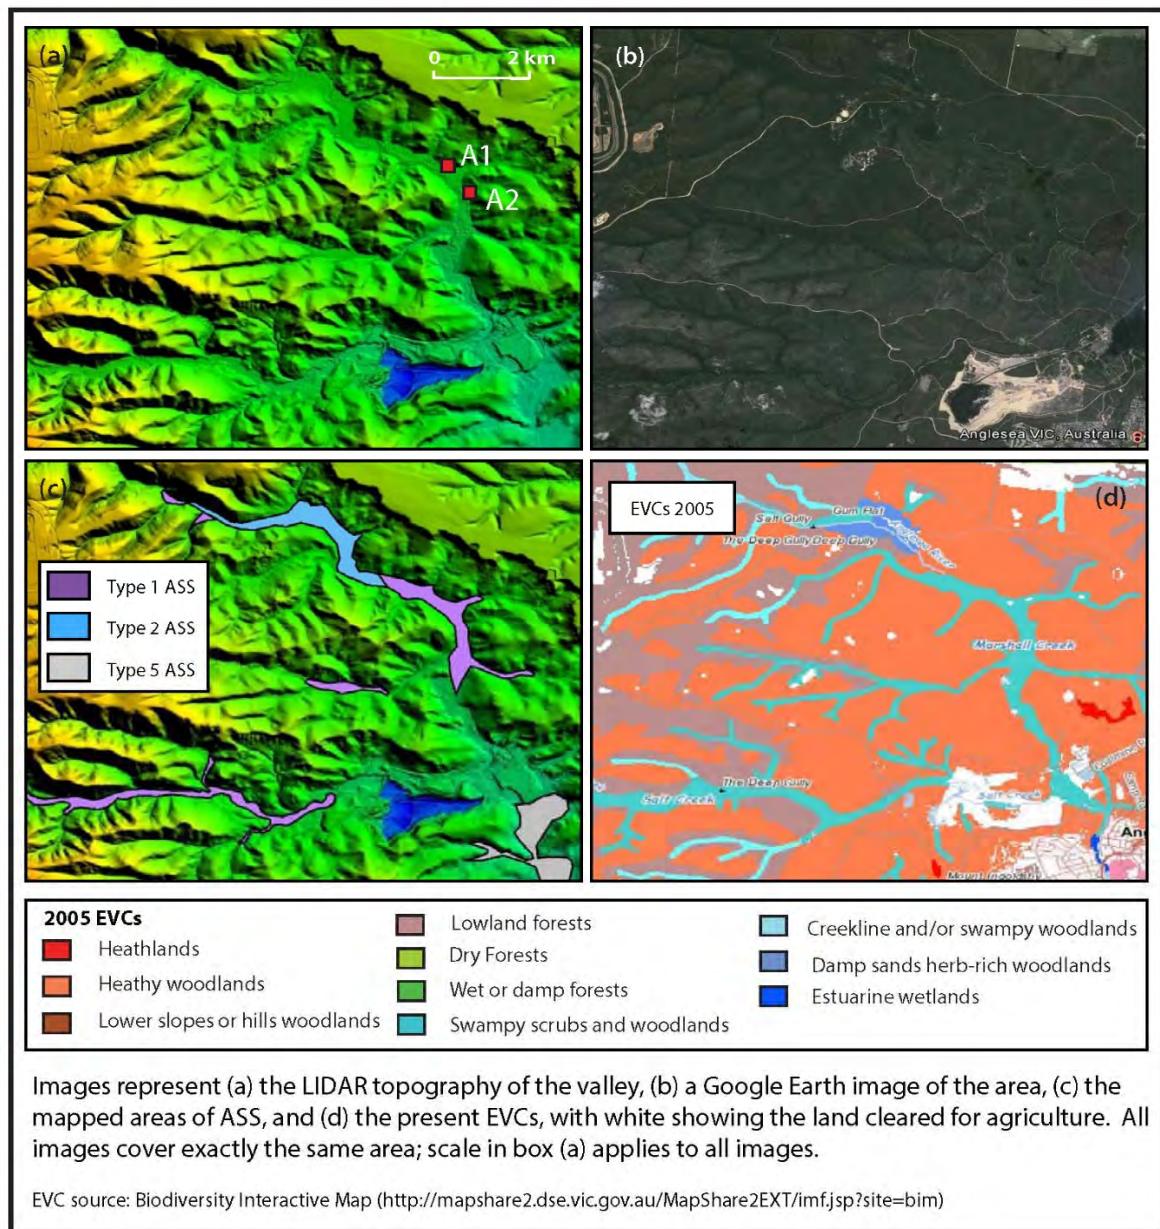 (a)
0 2 km
A1
A2
(b)
Anglesea VIC, Australia
(c)
Type 1 ASS
Type 2 ASS
Type 5 ASS
(d)
EVCs 2005
Gum Flat
Salt Gully
The Deep Gully Deep Gully
Marshall Creek
The Deep Gully
Salt Creek
Salt Creek
Ang
2005 EVCs
Heathlands
Heathy woodlands
Lower slopes or hills woodlands
Lowland forests
Dry Forests
Wet or damp forests
Swampy scrubs and woodlands
Creekline and/or swampy woodlands
Damp sands herb-rich woodlands
Estuarine wetlands
Images represent (a) the LIDAR topography of the valley, (b) a Google Earth image of the area, (c) the
mapped areas of ASS, and (d) the present EVCs, with white showing the land cleared for agriculture. All
images cover exactly the same area; scale in box (a) applies to all images.
EVC source: Biodiversity Interactive Map (http://mapshare2.dse.vic.gov.au/MapShare2EXT/imf.jsp?site=bim)